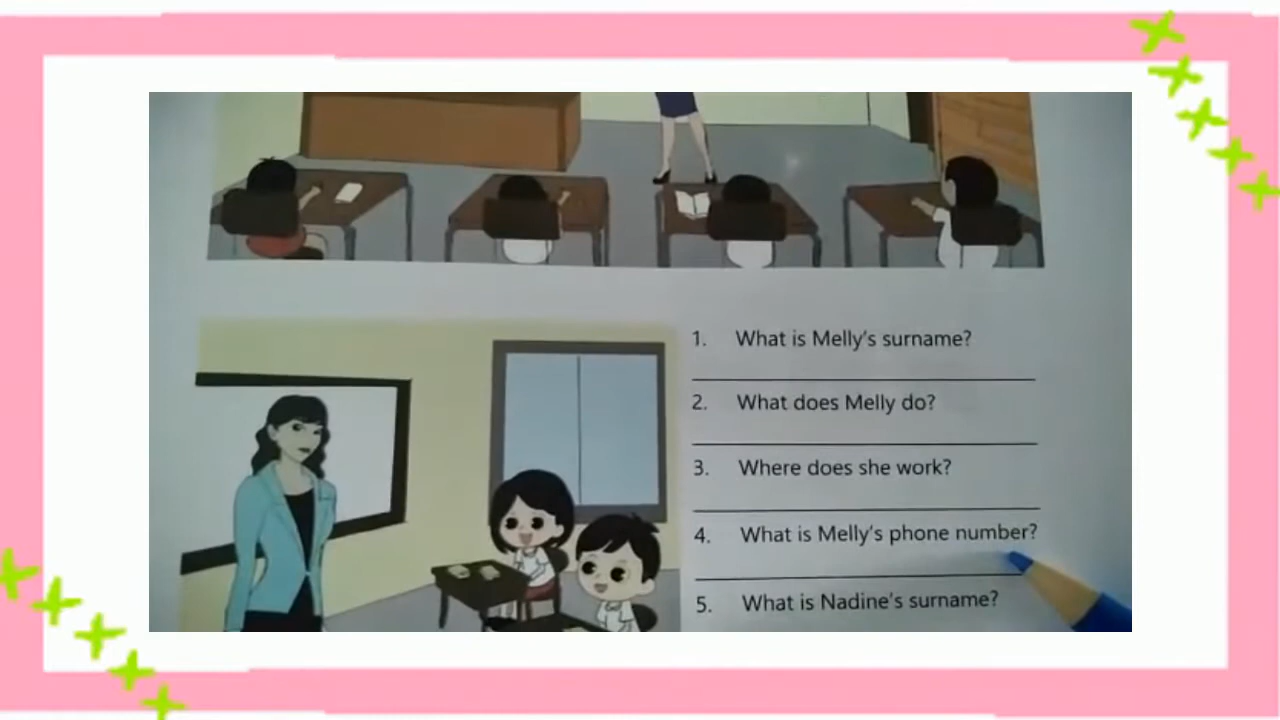 1. What is Melly's surname?
2. What does Melly do?
3. Where does she work?
4. What is Melly's phone number?
5. What is Nadine's surname?